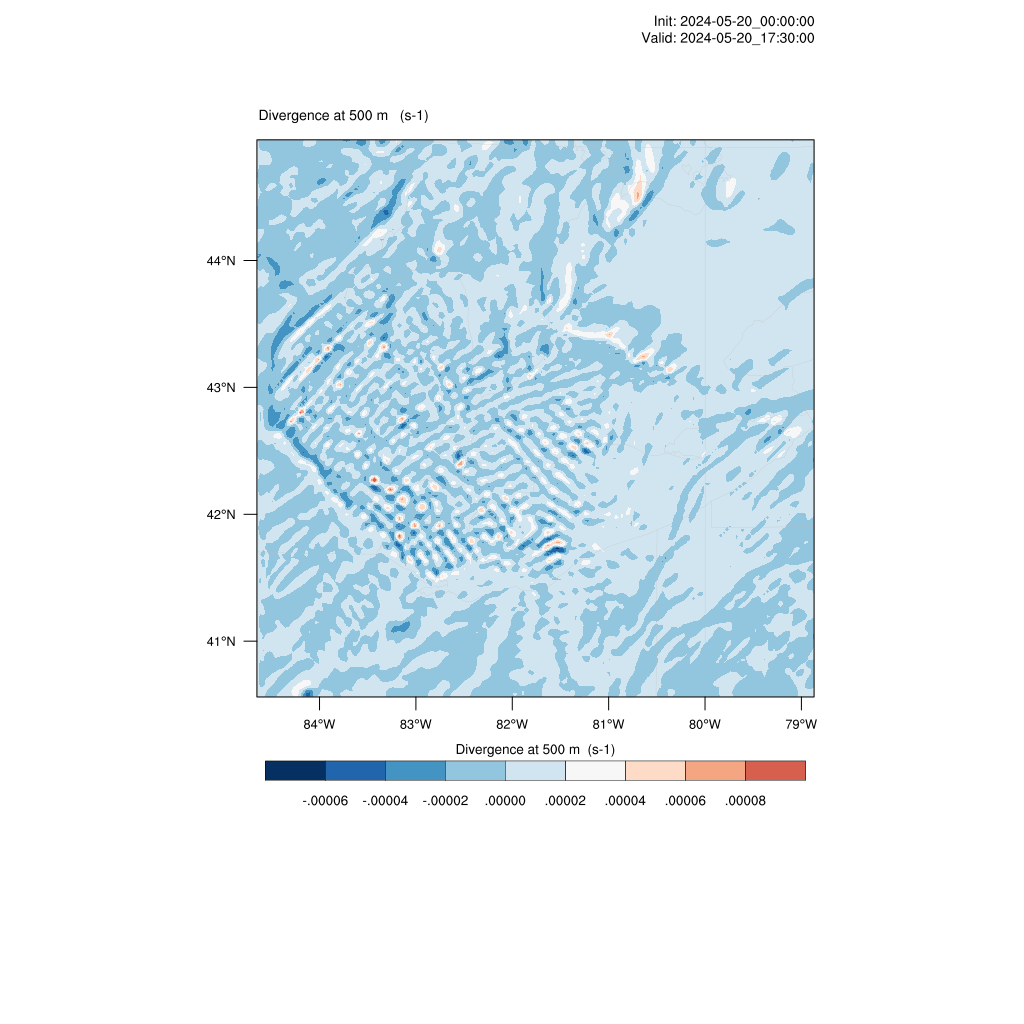 Init: 2024-05-20_00:00:00
Valid: 2024-05-20_17:30:00
Divergence at 500 m (s-1)
44°N
43°N
42°N
41°N
84°W 83°W 82°W 81°W 80°W 79°W
Divergence at 500 m (s-1)
-.00006 -.00004 -.00002 .00000 .00002 .00004 .00006 .00008